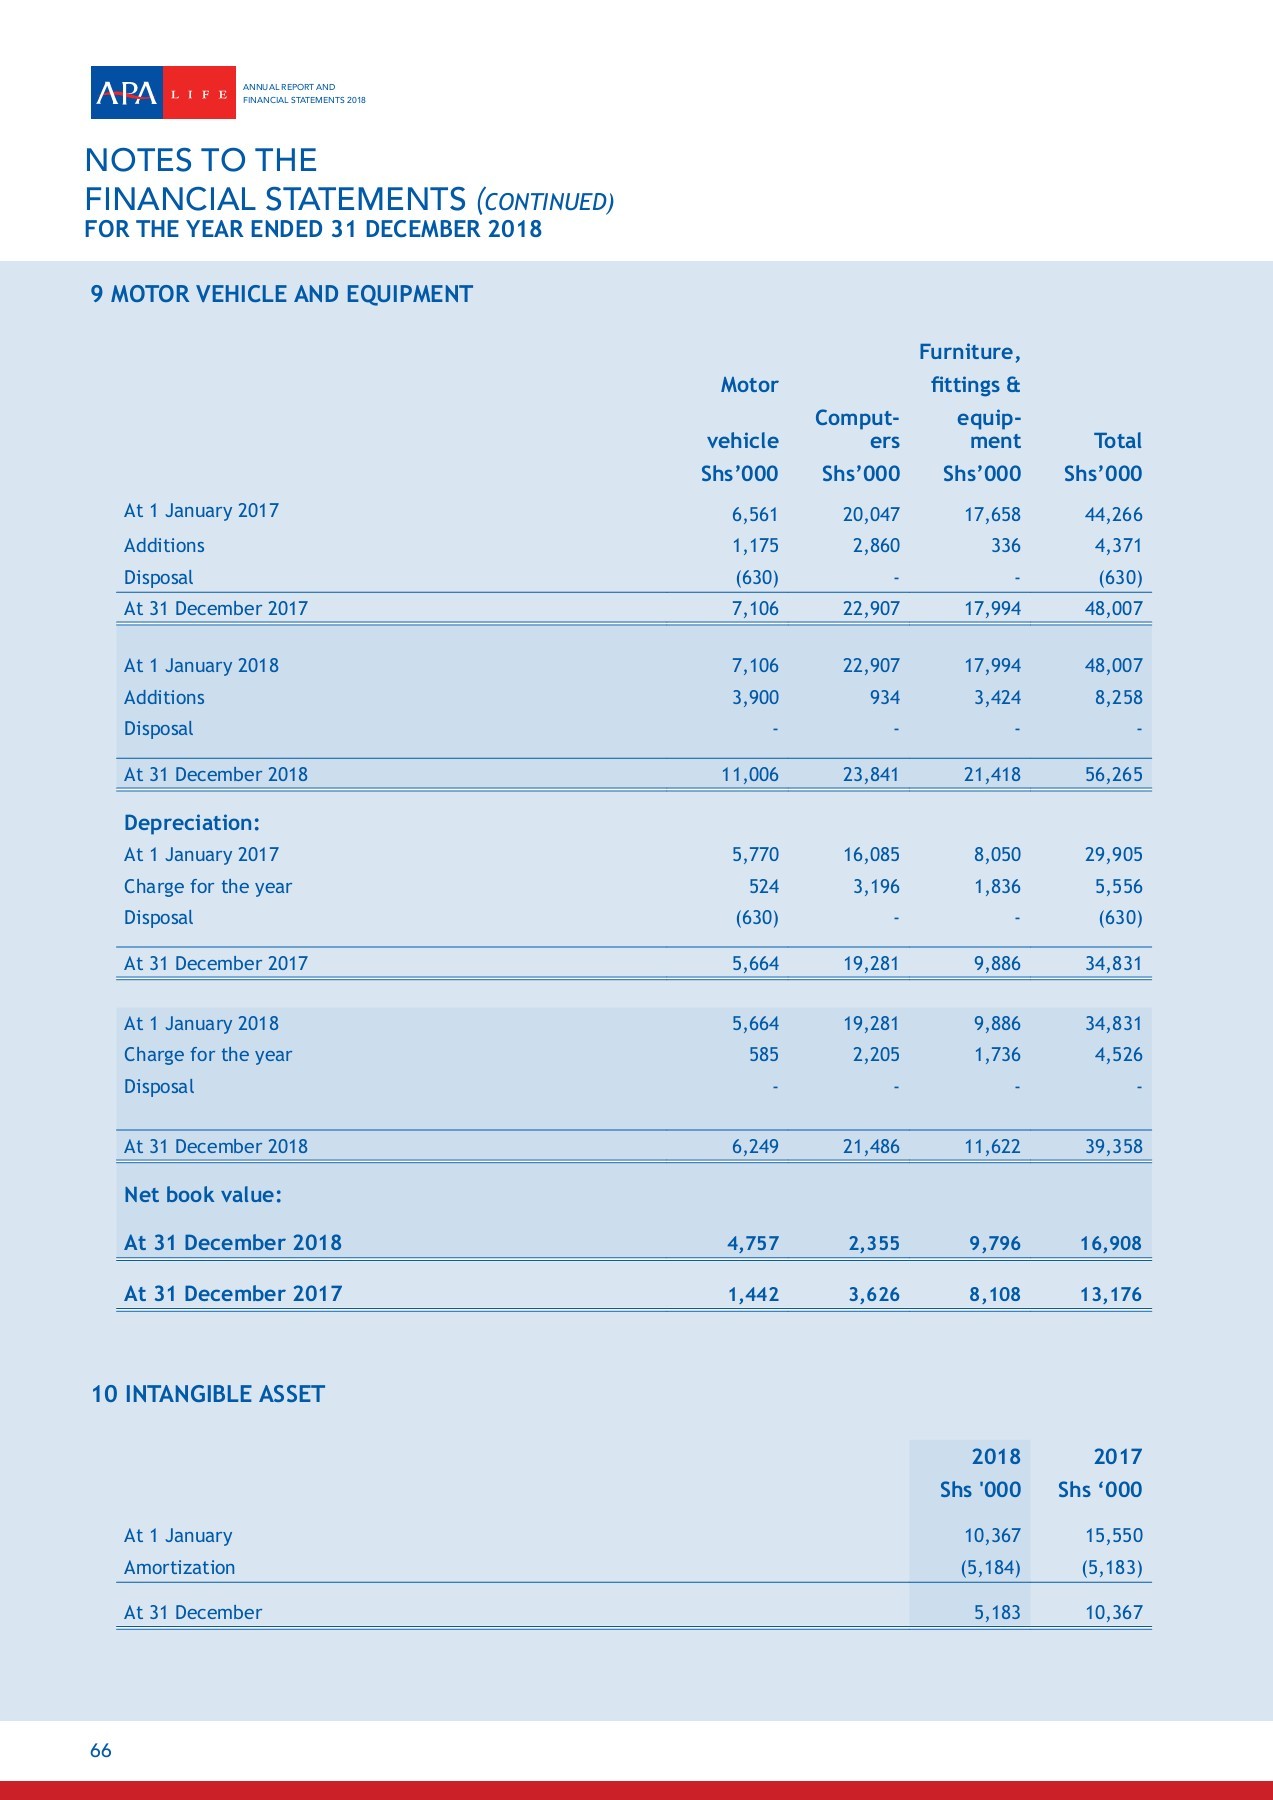 APA LIFE
ANNUAL REPORT AND
FINANCIAL STATEMENTS 2018
NOTES TO THE
FINANCIAL STATEMENTS (CONTINUED)
FOR THE YEAR ENDED 31 DECEMBER 2018
9 MOTOR VEHICLE AND EQUIPMENT
Furniture,
Motor fittings &
Comput- equip-
vehicle ers ment Total
Shs’000 Shs’000 Shs’000 Shs’000
At 1 January 2017 6,561 20,047 17,658 44,266
Additions 1,175 2,860 336 4,371
Disposal (630) - - (630)
At 31 December 2017 7,106 22,907 17,994 48,007
At 1 January 2018 7,106 22,907 17,994 48,007
Additions 3,900 934 3,424 8,258
Disposal - - - -
At 31 December 2018 11,006 23,841 21,418 56,265
Depreciation:
At 1 January 2017 5,770 16,085 8,050 29,905
Charge for the year 524 3,196 1,836 5,556
Disposal (630) - - (630)
At 31 December 2017 5,664 19,281 9,886 34,831
At 1 January 2018 5,664 19,281 9,886 34,831
Charge for the year 585 2,205 1,736 4,526
Disposal - - - -
At 31 December 2018 6,249 21,486 11,622 39,358
Net book value:
At 31 December 2018 4,757 2,355 9,796 16,908
At 31 December 2017 1,442 3,626 8,108 13,176
10 INTANGIBLE ASSET
2018 2017
Shs '000 Shs ‘000
At 1 January 10,367 15,550
Amortization (5,184) (5,183)
At 31 December 5,183 10,367
66